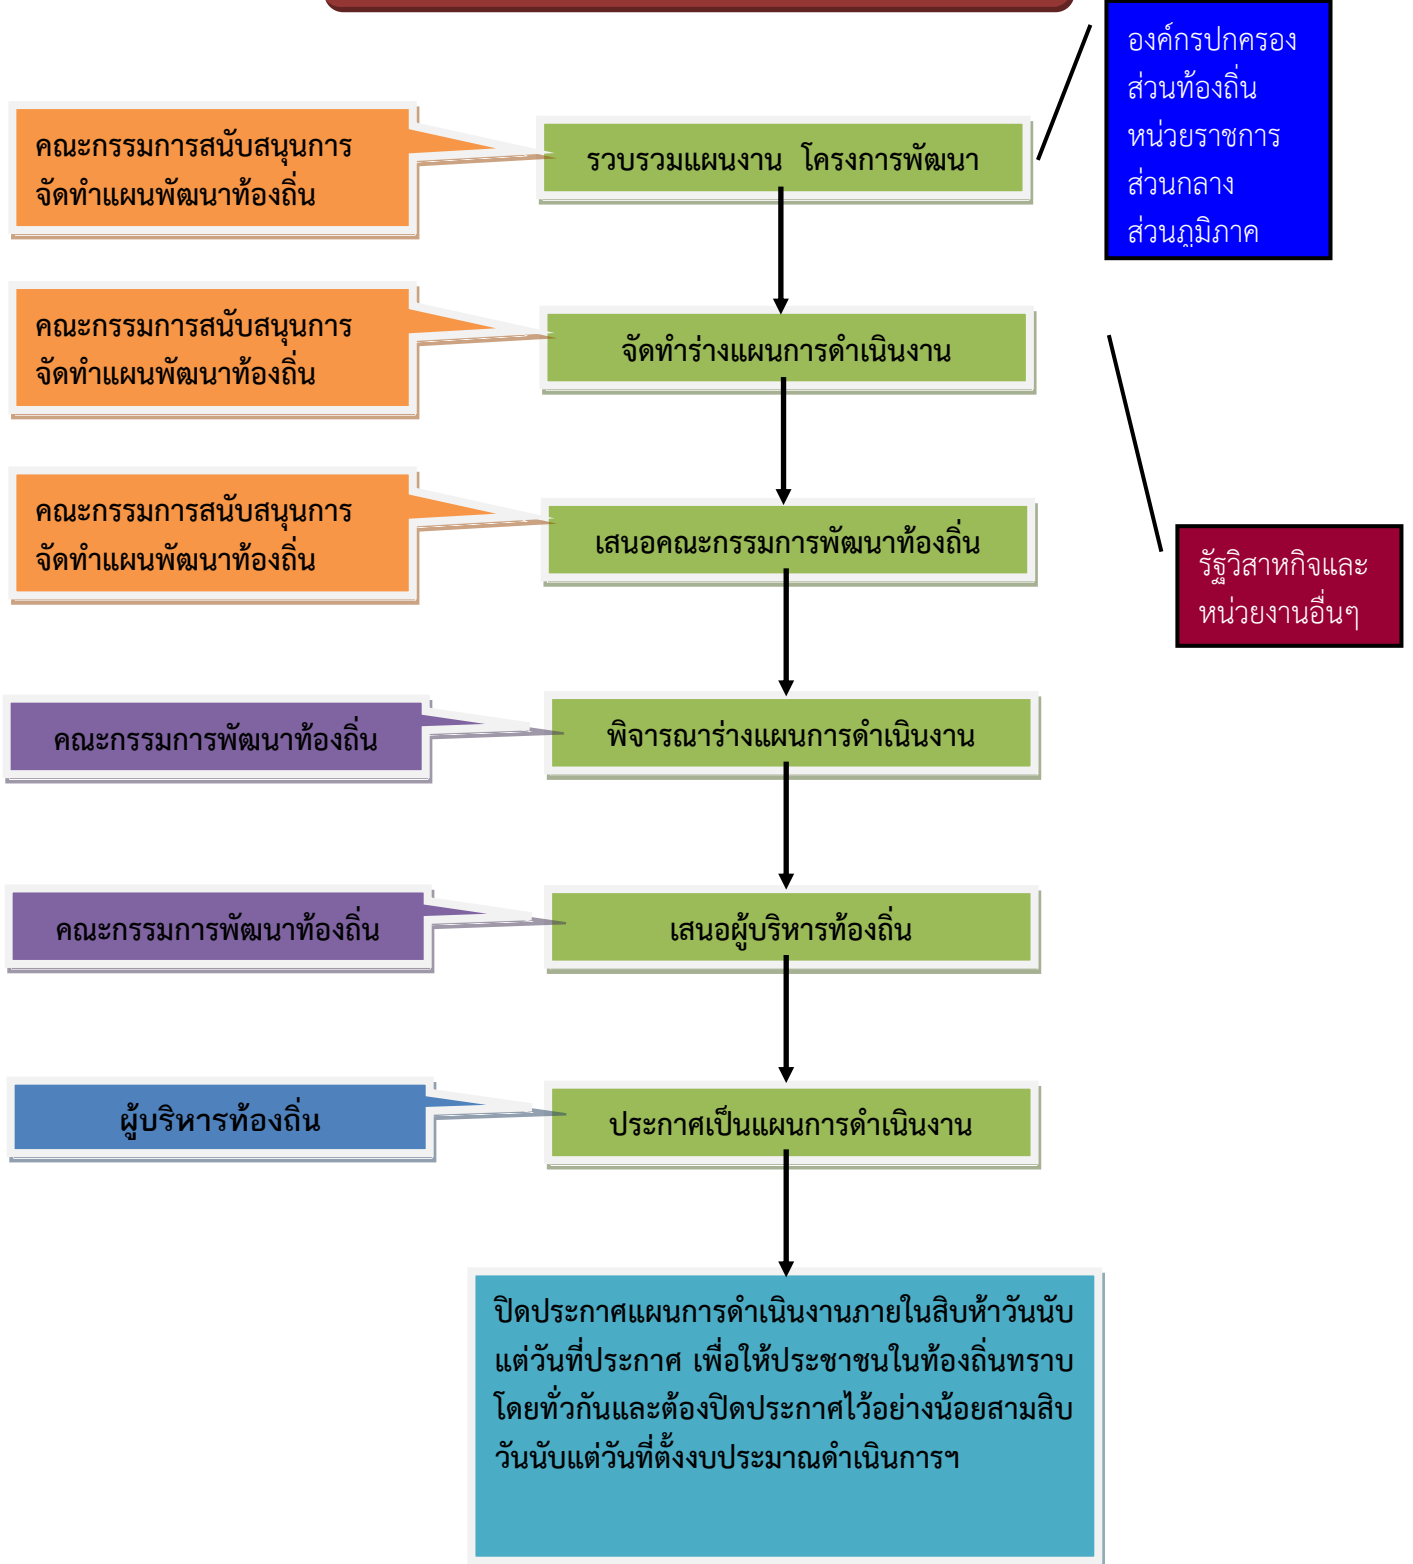 องค์กรปกครอง
ส่วนท้องถิ่น
หน่วยราชการ
ส่วนกลาง
ส่วนภูมิภาค
คณะกรรมการสนับสนุนการ
จัดทำแผนพัฒนาท้องถิ่น
รวบรวมแผนงาน โครงการพัฒนา
คณะกรรมการสนับสนุนการ
จัดทำแผนพัฒนาท้องถิ่น
จัดทำร่างแผนการดำเนินงาน
คณะกรรมการสนับสนุนการ
จัดทำแผนพัฒนาท้องถิ่น
เสนอคณะกรรมการพัฒนาท้องถิ่น
รัฐวิสาหกิจและ
หน่วยงานอื่นๆ
คณะกรรมการพัฒนาท้องถิ่น
พิจารณาร่างแผนการดำเนินงาน
คณะกรรมการพัฒนาท้องถิ่น
เสนอผู้บริหารท้องถิ่น
ผู้บริหารท้องถิ่น
ประกาศเป็นแผนการดำเนินงาน
ปิดประกาศแผนการดำเนินงานภายในสิบห้าวันนับ
แต่วันที่ประกาศ เพื่อให้ประชาชนในท้องถิ่นทราบ
โดยทั่วกันและต้องปิดประกาศไว้อย่างน้อยสามสิบ
วันนับแต่วันที่ตั้งงบประมาณดำเนินการฯ